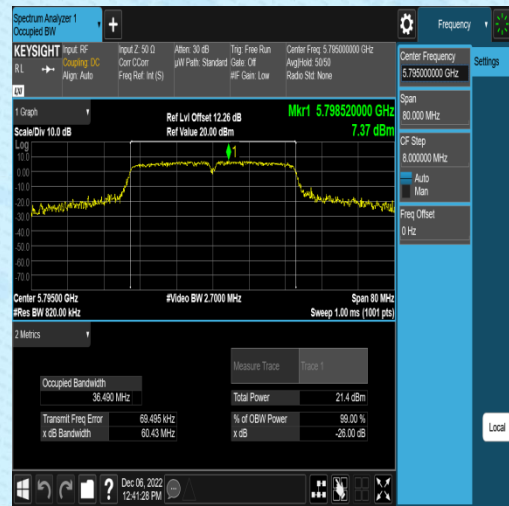 Spectrum Analyzer 1
Occupied BW
+
Frequency
KEYSIGHT
Input: RF
Input Z: 50 Ω
Atten: 30 dB
Trig: Free Run
Center Freq: 5.795000000 GHz
RL
Coupling: DC
Corr CCorr
µW Path: Standard
Gate: Off
Avg|Hold: 50/50
Align: Auto
Freq Ref: Int (S)
#IF Gain: Low
Radio Std: None
LXI
1 Graph
Ref Lvl Offset 12.26 dB
Mkr1 5.798520000 GHz
Scale/Div 10.0 dB
Ref Value 20.00 dBm
7.37 dBm
Log
10.0
0.00
-10.0
-20.0
-30.0
-40.0
-50.0
-60.0
-70.0
1
Center 5.79500 GHz
#Video BW 2.7000 MHz
Span 80 MHz
#Res BW 820.00 kHz
Sweep 1.00 ms (1001 pts)
2 Metrics
Measure Trace
Trace 1
Occupied Bandwidth
36.490 MHz
Total Power
21.4 dBm
Transmit Freq Error
69.495 kHz
% of OBW Power
99.00 %
x dB Bandwidth
60.43 MHz
x dB
-26.00 dB
?
Dec 06, 2022
12:41:28 PM
Center Frequency
5.795000000 GHz
Settings
Span
80.000 MHz
CF Step
8.000000 MHz
Auto
Man
Freq Offset
0 Hz
Local